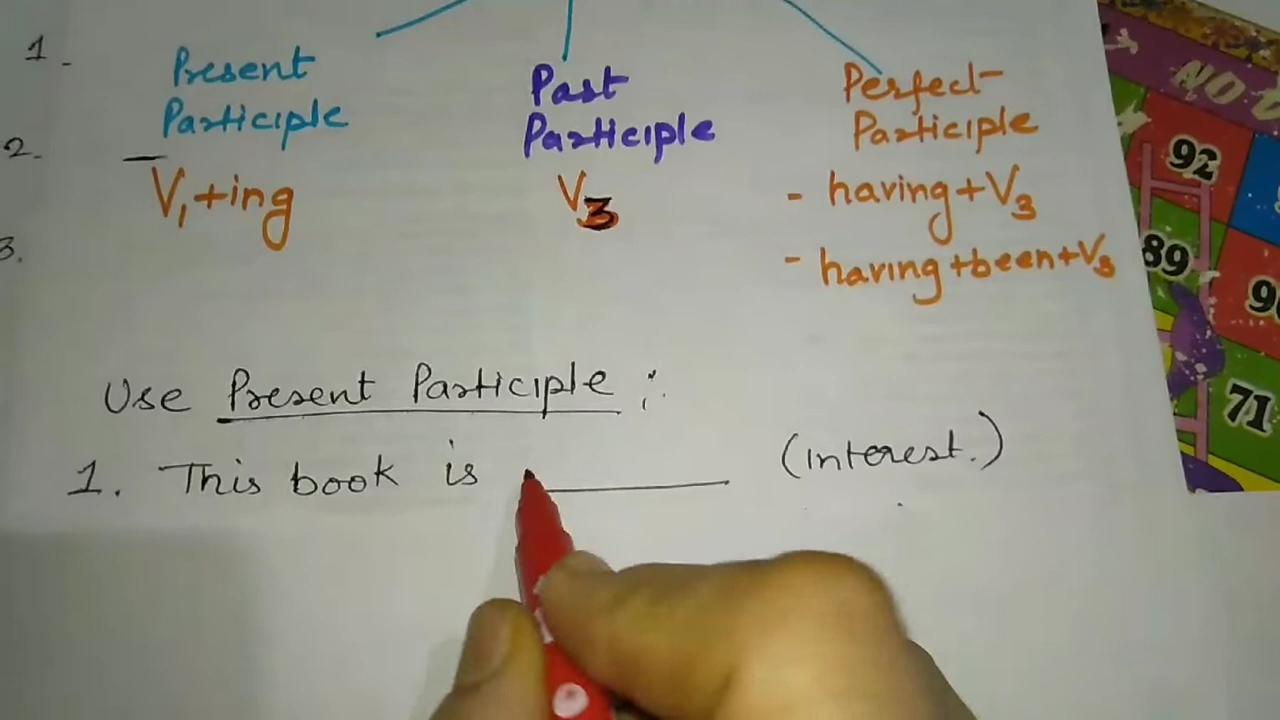 1.
Present
Participle
Past
Participle
Perfect
Participle
2.
V1+ing
V3
- having+V3
- having+been+V3
3.
Use Present Participle :
1. This book is ________ (interest.)
92
89
71